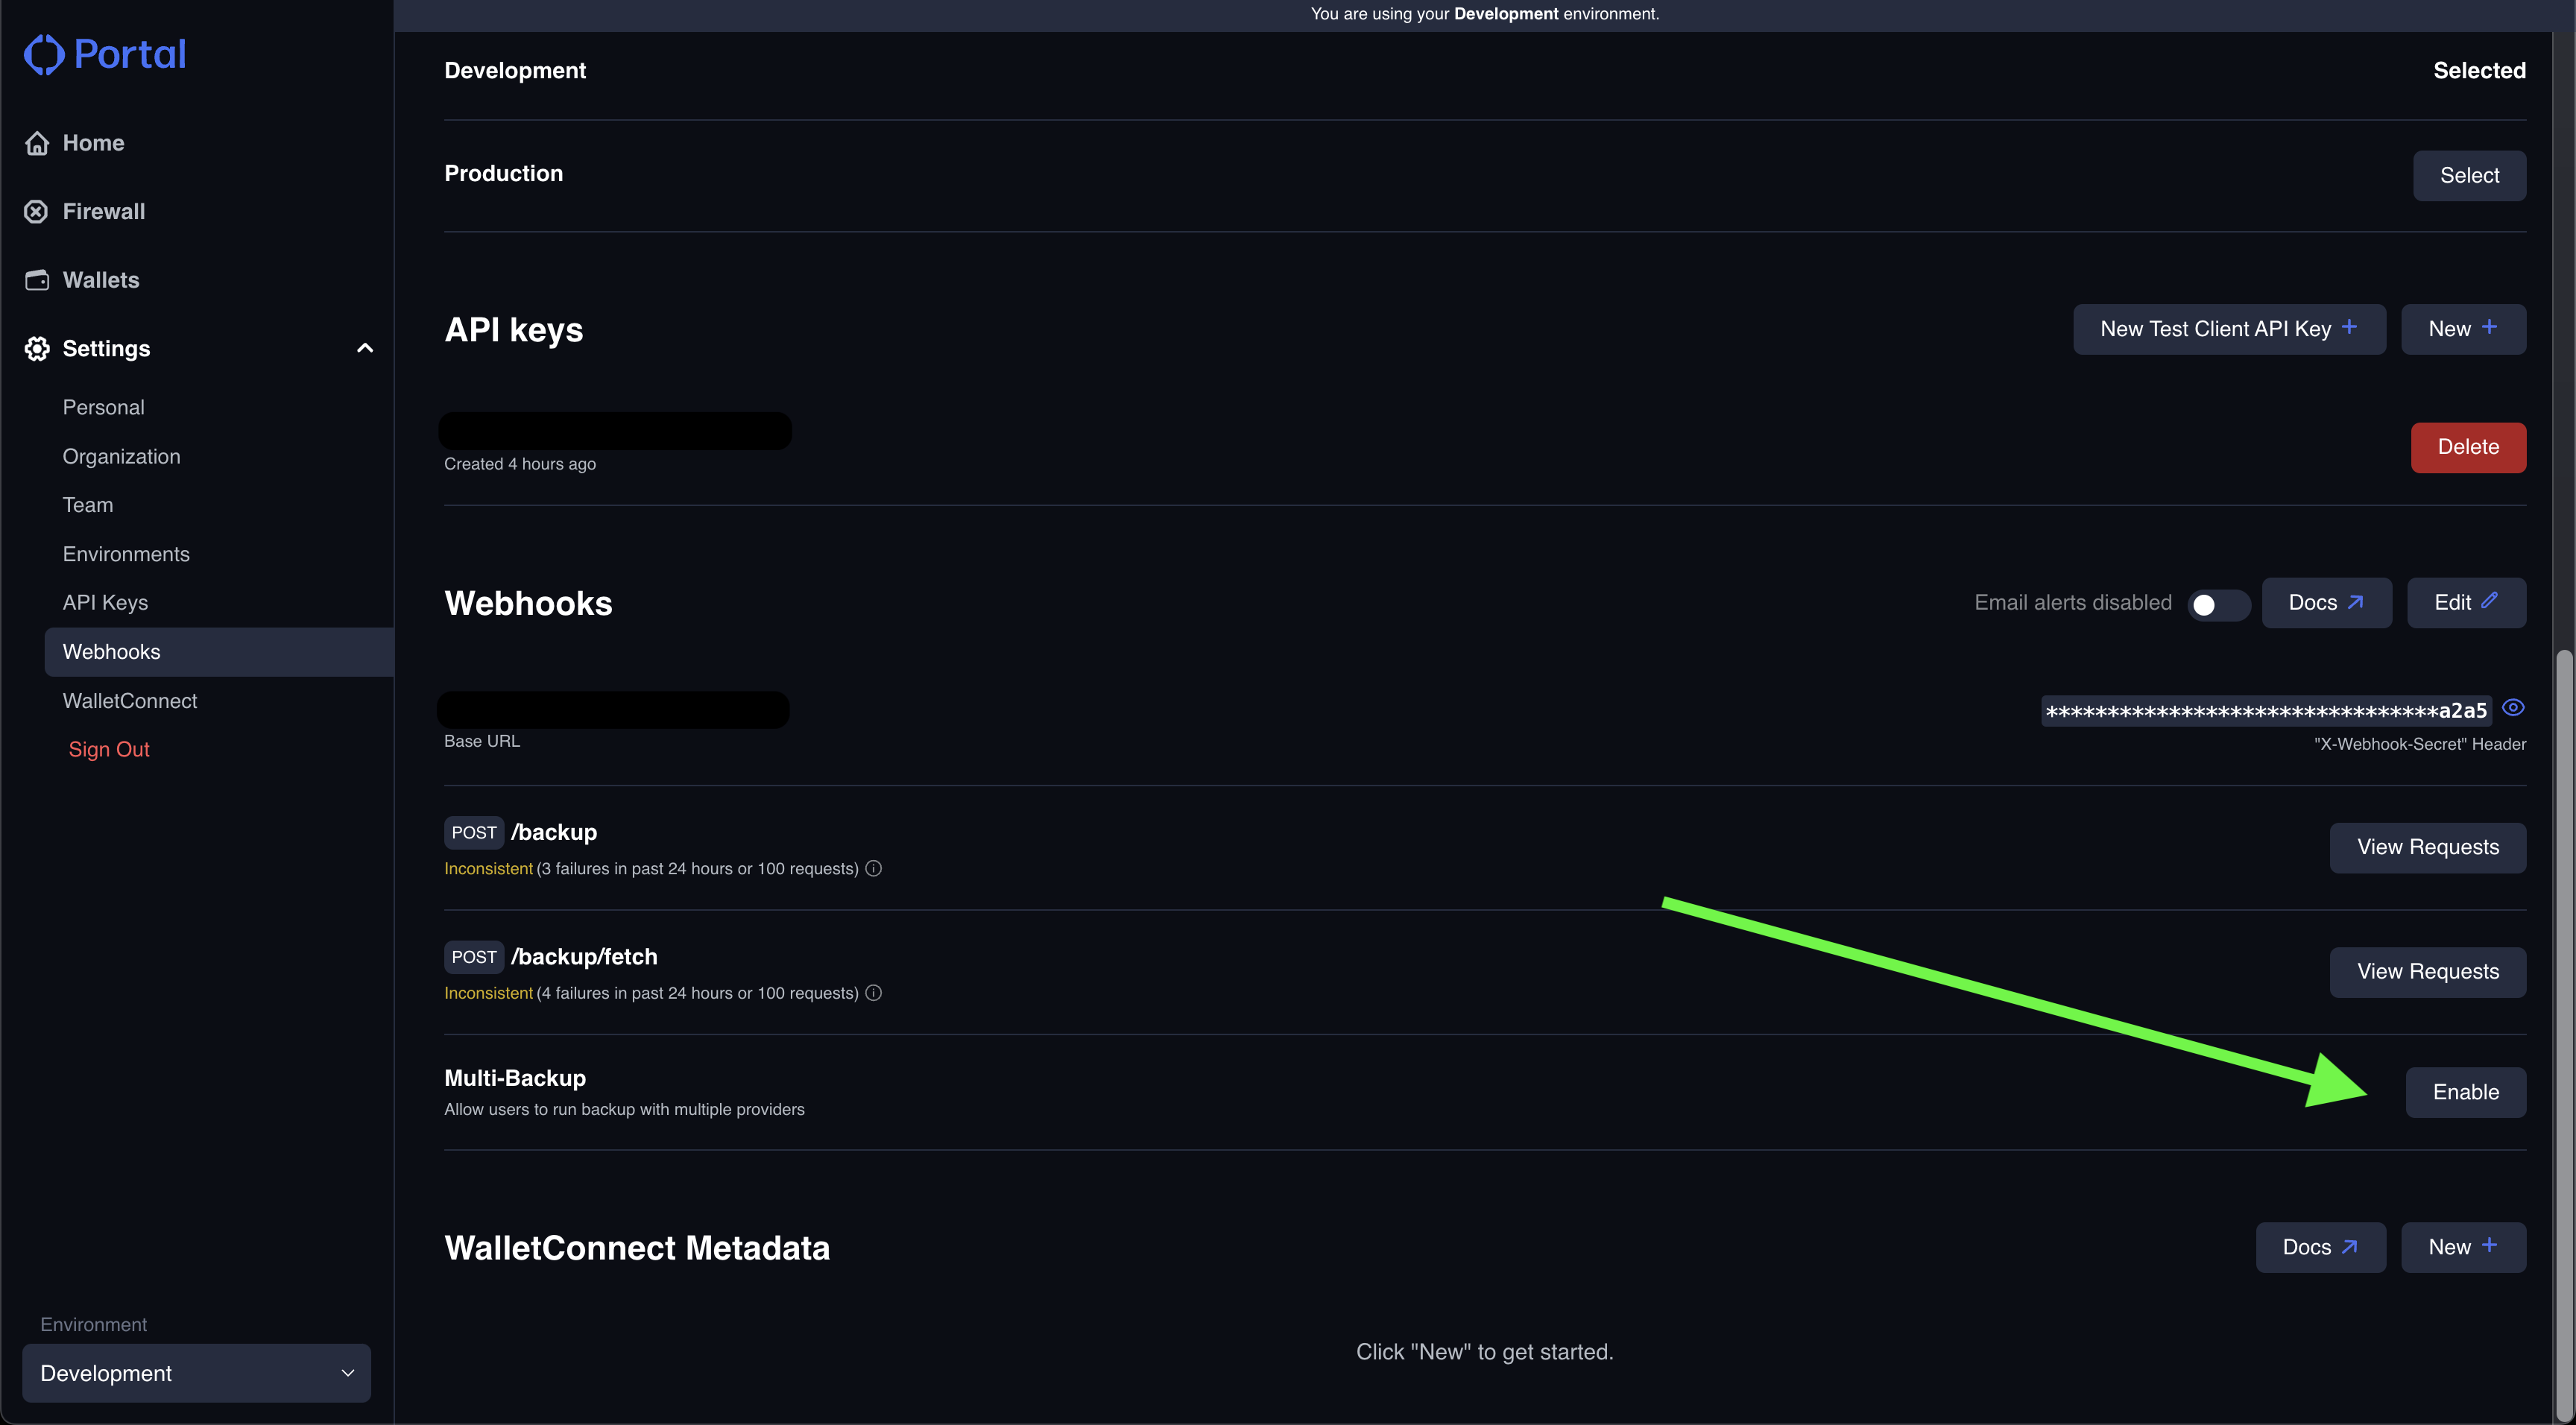 You are using your Development environment.
Portal
Home
Firewall
Wallets
Settings
Personal
Organization
Team
Environments
API Keys
Webhooks
WalletConnect
Sign Out
Environment
Development
Development
Selected
Production
Select
API keys
New Test Client API Key +
New +
Created 4 hours ago
Delete
Webhooks
Email alerts disabled
Docs
Edit
********************************a2a5
Base URL
"X-Webhook-Secret" Header
POST /backup
View Requests
Inconsistent (3 failures in past 24 hours or 100 requests)
POST /backup/fetch
View Requests
Inconsistent (4 failures in past 24 hours or 100 requests)
Multi-Backup
Enable
Allow users to run backup with multiple providers
WalletConnect Metadata
Docs
New +
Click "New" to get started.